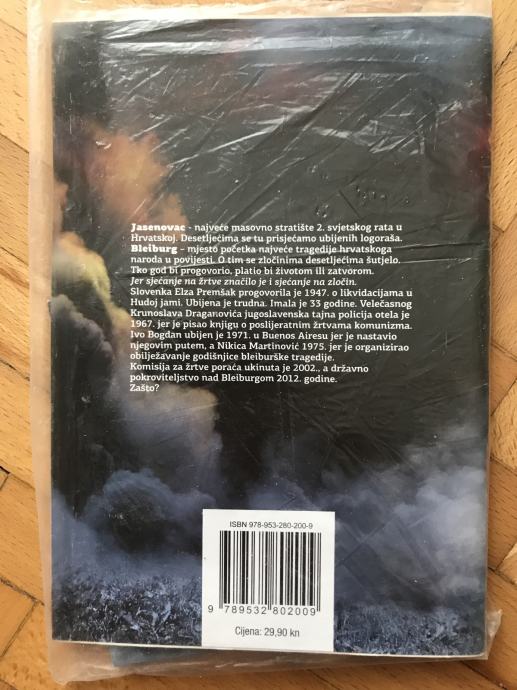 Jasenovac - najveće masovno stratište 2. svjetskog rata u
Hrvatskoj. Desetljećima se tu prisjećamo ubijenih logoraša.
Bleiburg – mjesto početka najveće tragedije hrvatskoga
naroda u povijesti. O tim se zločinima desetljećima šutjelo.
Tko god bi progovorio, platio bi životom ili zatvorom.
Jer sjećanje na žrtve značilo je i sjećanje na zločin.
Slovenka Elza Premšak progovorila je 1947. o likvidacijama u
Hudoj jami. Ubijena je trudna. Imala je 33 godine. Velečasnog
Krunoslava Draganovića jugoslavenska tajna policija otela je
1967. jer je pisao knjigu o poslijeratnim žrtvama komunizma.
Ivo Bogdan ubijen je 1971. u Buenos Airesu jer je nastavio
njegovim putem, a Nikica Martinović 1975. jer je organizirao
obilježavanje godišnjice bleiburške tragedije.
Komisija za žrtve poraća ukinuta je 2002., a državno
pokroviteljstvo nad Bleiburgom 2012. godine.
Zašto?
ISBN 978-953-280-200-9
9 789532 802009
Cijena: 29,90 kn